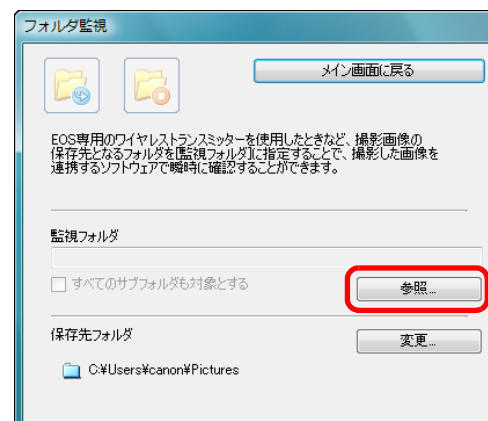 フォルダ監視
メイン画面に戻る
EOS専用のワイヤレストランスミッターを使用したときなど、撮影画像の
保存先となるフォルダを[監視フォルダ]に指定することで、撮影した画像を
連携するソフトウェアで瞬時に確認することができます。
監視フォルダ
すべてのサブフォルダも対象とする
参照...
保存先フォルダ
変更...
C:¥Users¥canon¥Pictures